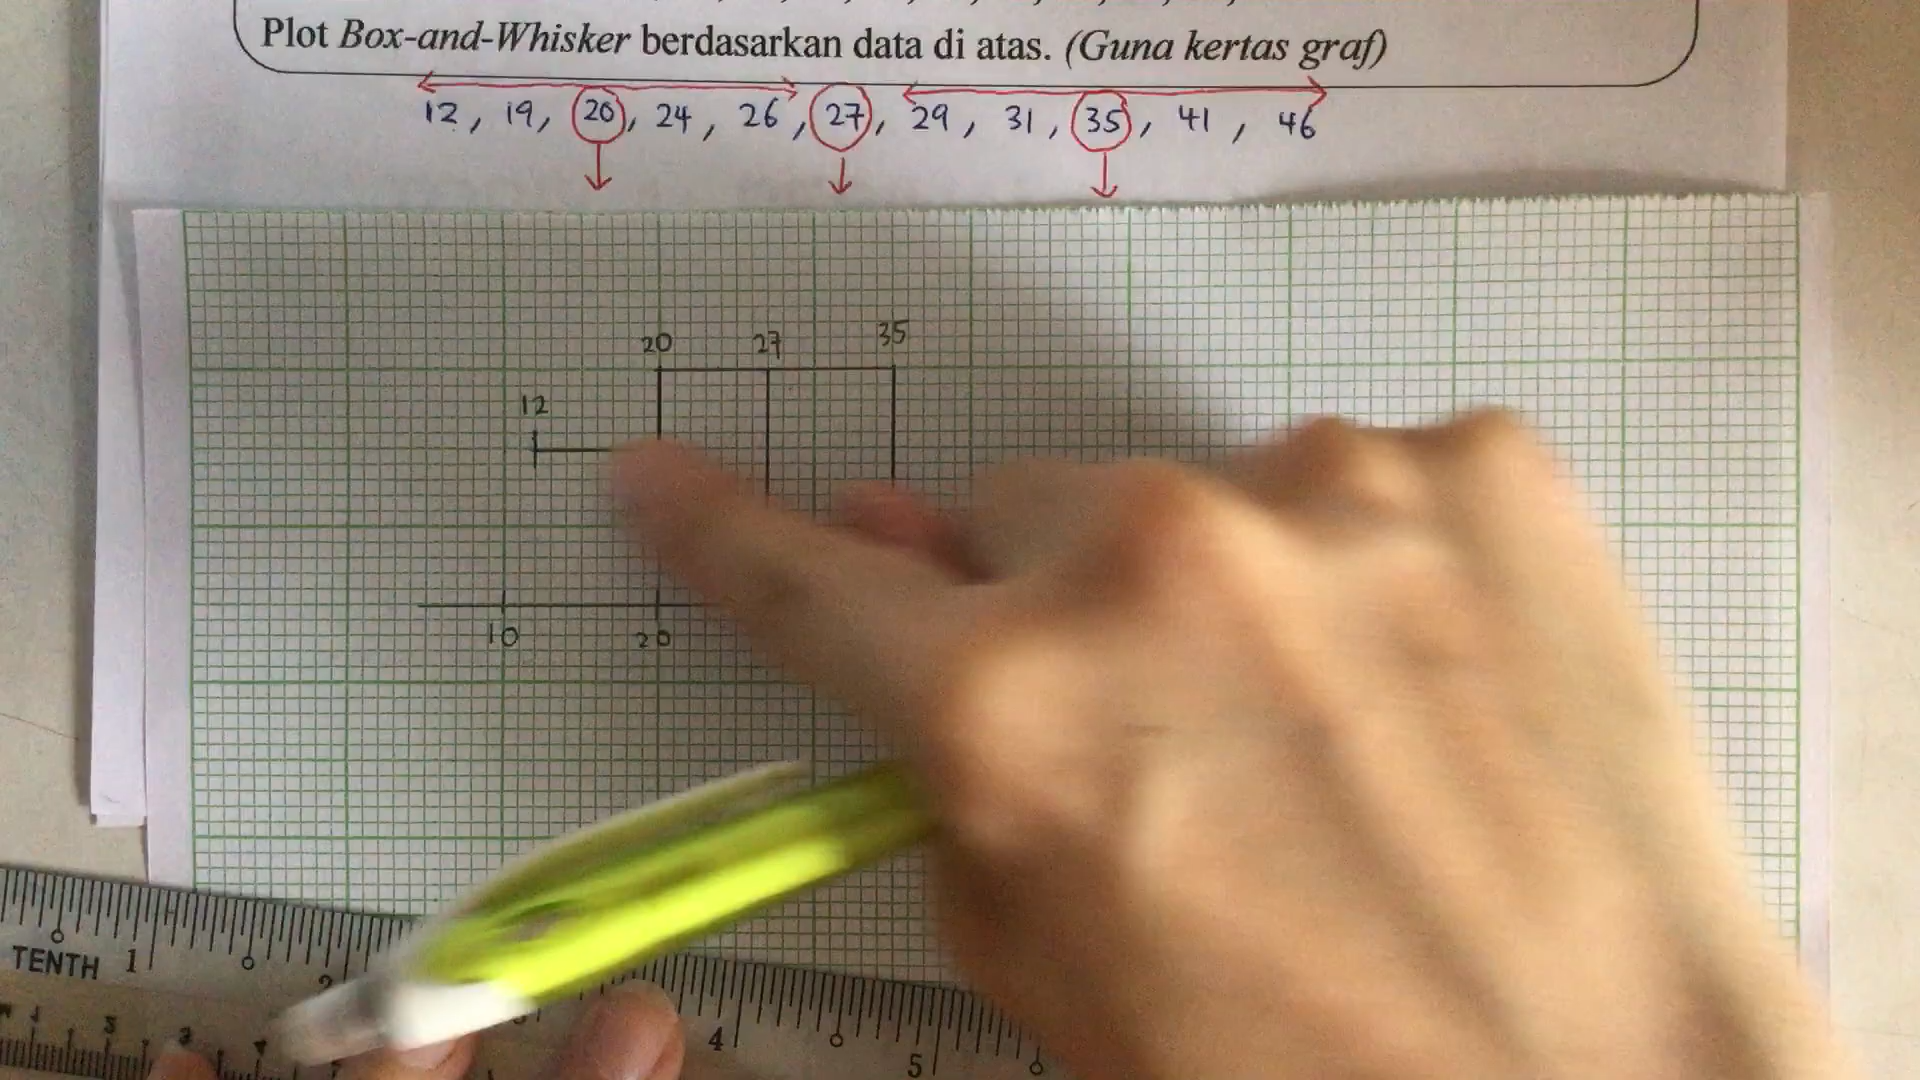 Plot Box-and-Whisker berdasarkan data di atas. (Guna kertas graf)
12, 19, 20, 24, 26, 27, 29, 31, 35, 41, 46
20 27 35
12
10 20
TENTH 1 2
4 5